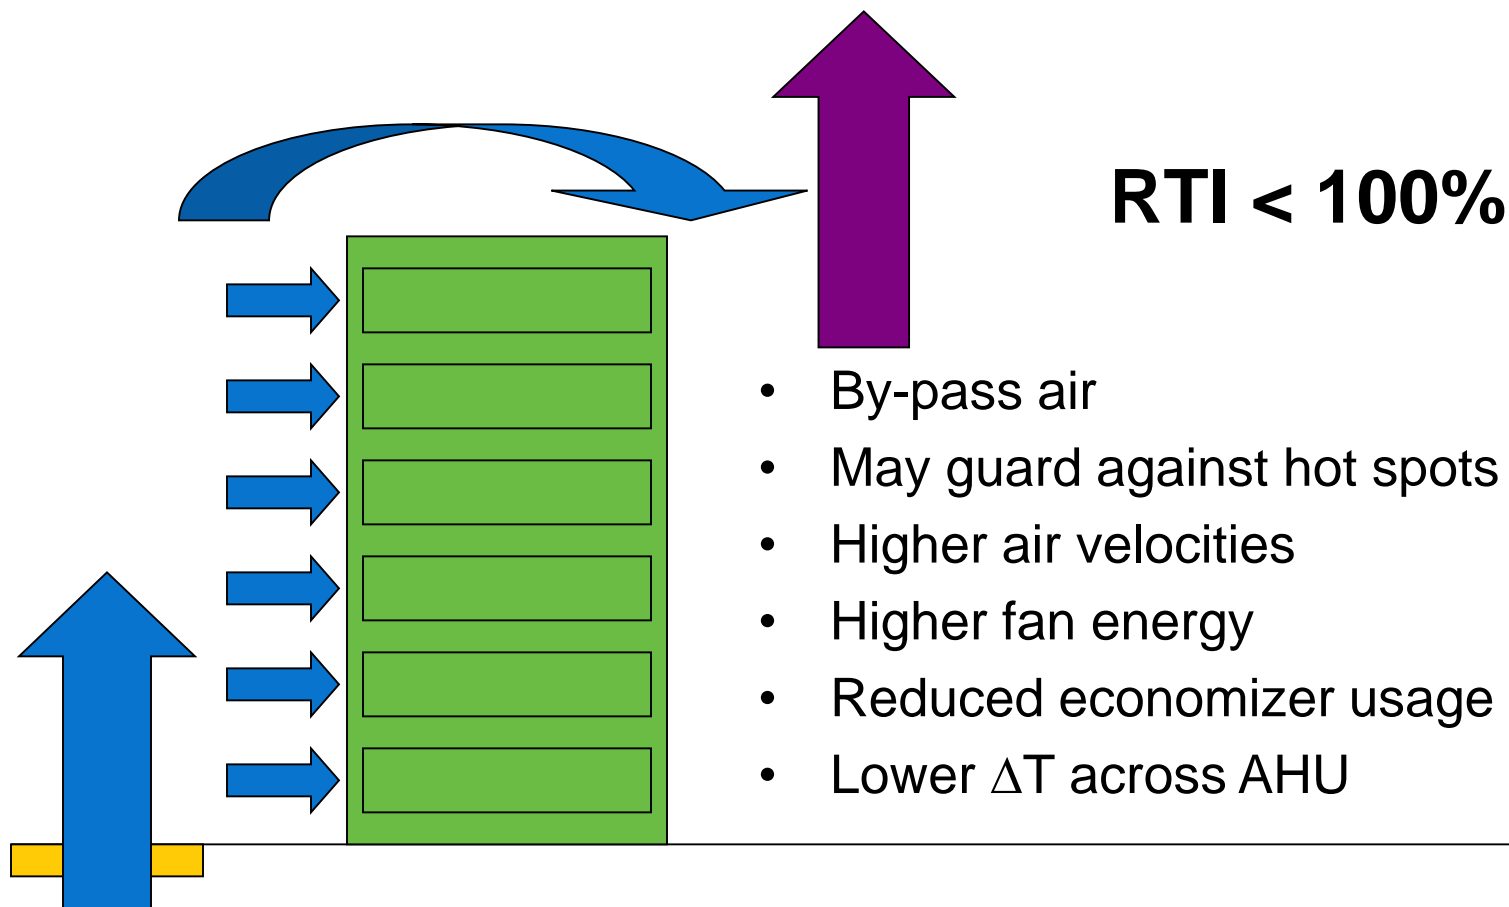 RTI < 100%
• By-pass air
• May guard against hot spots
• Higher air velocities
• Higher fan energy
• Reduced economizer usage
• Lower ∆T across AHU